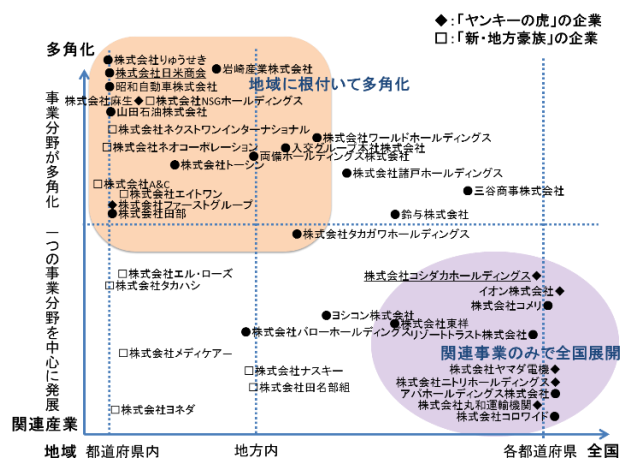 ◆:「ヤンキーの虎」の企業
□:「新・地方豪族」の企業
多角化
事業分野が多角化
一つの事業分野を中心に発展
関連産業
●株式会社りゅうせき
●株式会社日米商会
●岩崎産業株式会社
地域に根付いて多角化
●昭和自動車株式会社
株式会社麻生◆
□株式会社NSGホールディングス
●山田石油株式会社
□株式会社ネクストワンインターナショナル
●株式会社ワールドホールディングス
□株式会社ネオコーポレーション
●入交グループ本社株式会社
●両備ホールディングス株式会社
●株式会社トーシン
●株式会社諸戸ホールディングス
□株式会社A&C
●三谷商事株式会社
□株式会社エイトワン
◆株式会社ファーストグループ
●株式会社田部
●鈴与株式会社
●株式会社タカガワホールディングス
□株式会社エル・ローズ
株式会社コシダカホールディングス◆
□株式会社タカハシ
イオン株式会社◆
株式会社コメリ●
●ヨシコン株式会社
●株式会社東祥
●株式会社バローホールディングス
リゾートトラスト株式会社●
関連事業のみで全国展開
□株式会社メディケアー
□株式会社ナスキー
株式会社ヤマダ電機◆
□株式会社田名部組
株式会社ニトリホールディングス◆
アパホールディングス株式会社●
□株式会社ヨネダ
株式会社丸和運輸機関◆
株式会社コロワイド●
地域 都道府県内 地方内 各都道府県 全国